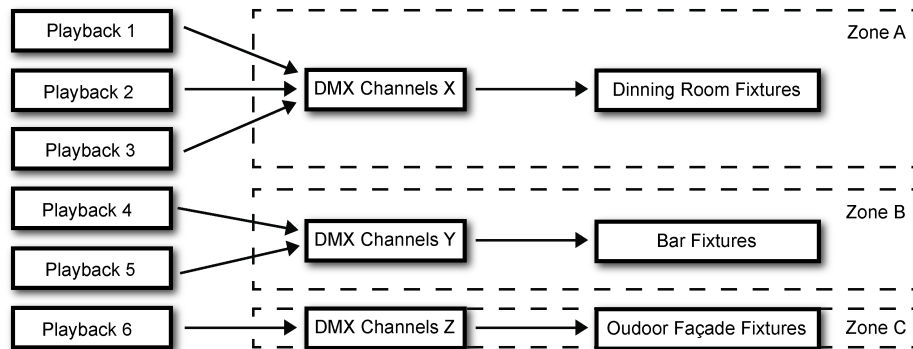 Playback 1
Zone A
Playback 2
DMX Channels X
Dinning Room Fixtures
Playback 3
Playback 4
Zone B
DMX Channels Y
Bar Fixtures
Playback 5
Playback 6
DMX Channels Z
Oudoor Façade Fixtures
Zone C